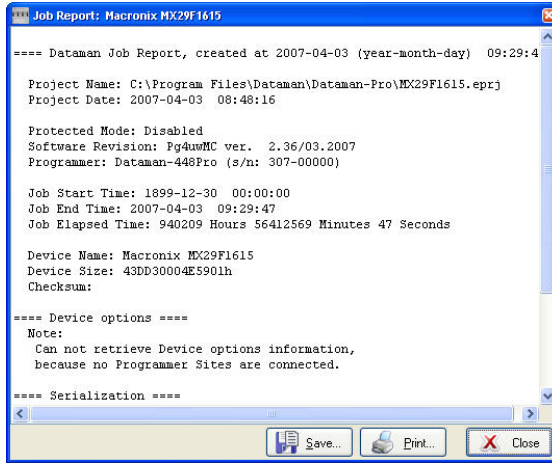 Job Report: Macronix MX29F1615
==== Dataman Job Report, created at 2007-04-03 (year-month-day)  09:29:4
Project Name: C:\Program Files\Dataman\Dataman-Pro\MX29F1615.eprj
Project Date: 2007-04-03  08:48:16
Protected Mode: Disabled
Software Revision: Pg4uwMC ver.  2.36/03.2007
Programmer: Dataman-448Pro (s/n: 307-00000)
Job Start Time: 1899-12-30  00:00:00
Job End Time: 2007-04-03  09:29:47
Job Elapsed Time: 940209 Hours 56412569 Minutes 47 Seconds
Device Name: Macronix MX29F1615
Device Size: 43DD30004E5901h
Checksum:
==== Device options ====
Note:
Can not retrieve Device options information,
because no Programmer Sites are connected.
==== Serialization ====
Save...
Print...
Close